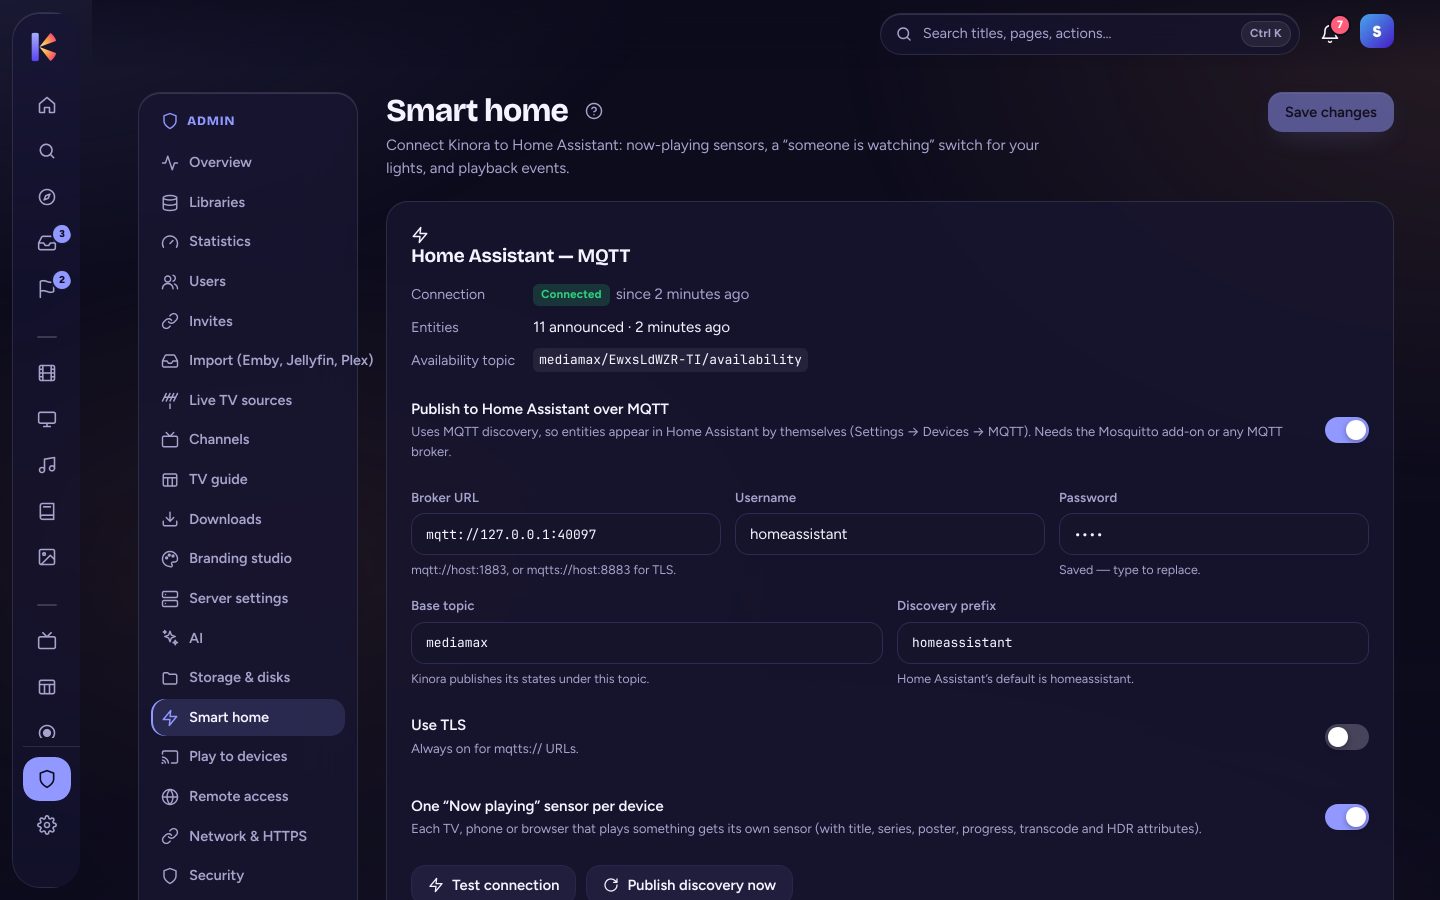 Search titles, pages, actions...
Ctrl K
7
S
3
2
ADMIN
Overview
Libraries
Statistics
Users
Invites
Import (Emby, Jellyfin, Plex)
Live TV sources
Channels
TV guide
Downloads
Branding studio
Server settings
AI
Storage & disks
Smart home
Play to devices
Remote access
Network & HTTPS
Security
Smart home
Save changes
Connect Kinora to Home Assistant: now-playing sensors, a “someone is watching” switch for your
lights, and playback events.
Home Assistant — MQTT
Connection Connected since 2 minutes ago
Entities 11 announced · 2 minutes ago
Availability topic mediamax/EwxsLdWZR-TI/availability
Publish to Home Assistant over MQTT
Uses MQTT discovery, so entities appear in Home Assistant by themselves (Settings → Devices → MQTT). Needs the Mosquitto add-on or any MQTT
broker.
Broker URL Username Password
mqtt://127.0.0.1:40097 homeassistant ••••
mqtt://host:1883, or mqtts://host:8883 for TLS. Saved — type to replace.
Base topic Discovery prefix
mediamax homeassistant
Kinora publishes its states under this topic. Home Assistant’s default is homeassistant.
Use TLS
Always on for mqtts:// URLs.
One “Now playing” sensor per device
Each TV, phone or browser that plays something gets its own sensor (with title, series, poster, progress, transcode and HDR attributes).
Test connection Publish discovery now